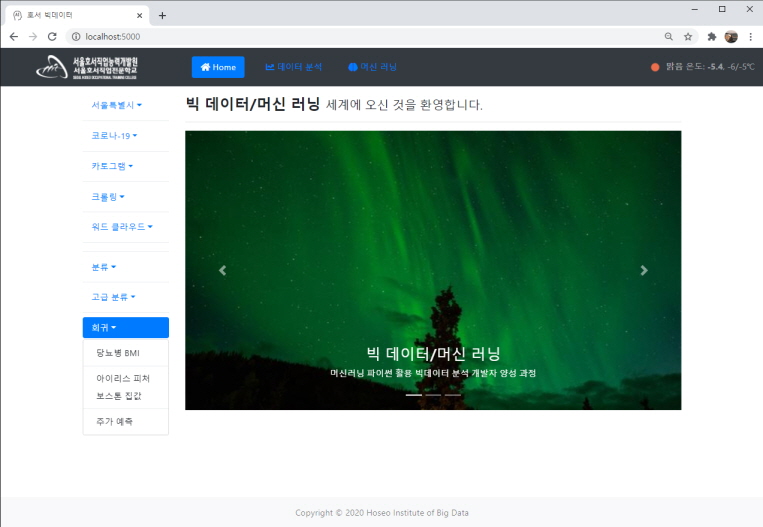 호서 빅데이터
localhost:5000
서울호서직업능력개발원
서울호서직업전문학교
Home
데이터 분석
머신 러닝
맑음 온도: -5.4, -6/-5℃
서울특별시
코로나-19
카토그램
크롤링
워드 클라우드
분류
고급 분류
회귀
당뇨병 BMI
아이리스 피처
보스톤 집값
주가 예측
빅 데이터/머신 러닝 세계에 오신 것을 환영합니다.
빅 데이터/머신 러닝
머신러닝 파이썬 활용 빅데이터 분석 개발자 양성 과정
Copyright © 2020 Hoseo Institute of Big Data